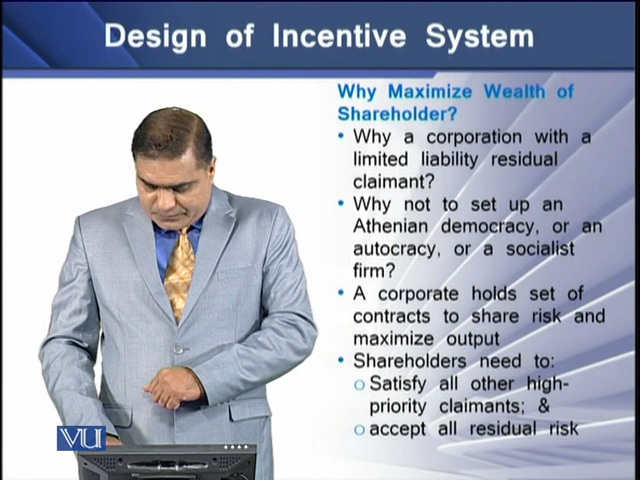 Design of Incentive System
Why Maximize Wealth of
Shareholder?
• Why a corporation with a
limited liability residual
claimant?
• Why not to set up an
Athenian democracy, or an
autocracy, or a socialist
firm?
• A corporate holds set of
contracts to share risk and
maximize output
• Shareholders need to:
o Satisfy all other high-
priority claimants; &
o accept all residual risk
VU